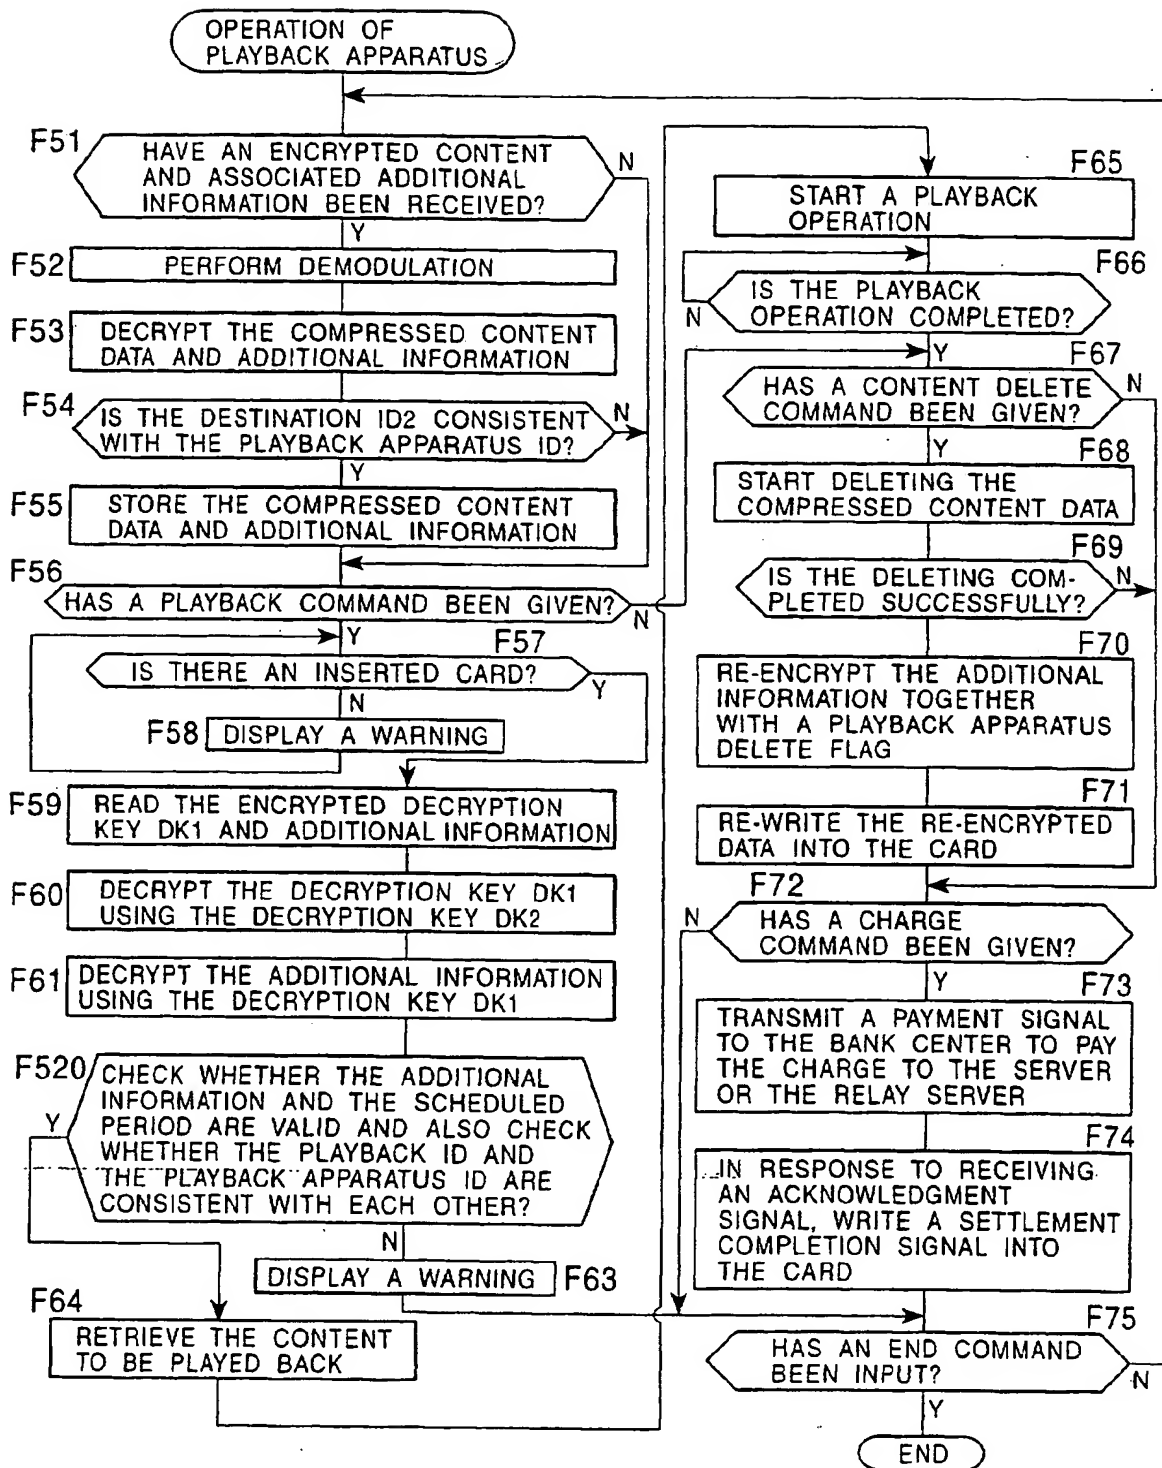 OPERATION OF
PLAYBACK APPARATUS
F51
HAVE AN ENCRYPTED CONTENT
AND ASSOCIATED ADDITIONAL
INFORMATION BEEN RECEIVED?
N
Y
F52
PERFORM DEMODULATION
F53
DECRYPT THE COMPRESSED CONTENT
DATA AND ADDITIONAL INFORMATION
F54
IS THE DESTINATION ID2 CONSISTENT
WITH THE PLAYBACK APPARATUS ID?
N
Y
F55
STORE THE COMPRESSED CONTENT
DATA AND ADDITIONAL INFORMATION
F56
HAS A PLAYBACK COMMAND BEEN GIVEN?
N
Y
F57
IS THERE AN INSERTED CARD?
Y
N
F58
DISPLAY A WARNING
F59
READ THE ENCRYPTED DECRYPTION
KEY DK1 AND ADDITIONAL INFORMATION
F60
DECRYPT THE DECRYPTION KEY DK1
USING THE DECRYPTION KEY DK2
F61
DECRYPT THE ADDITIONAL INFORMATION
USING THE DECRYPTION KEY DK1
F520
CHECK WHETHER THE ADDITIONAL
INFORMATION AND THE SCHEDULED
PERIOD ARE VALID AND ALSO CHECK
WHETHER THE PLAYBACK ID AND
THE PLAYBACK APPARATUS ID ARE
CONSISTENT WITH EACH OTHER?
Y
N
DISPLAY A WARNING
F63
F64
RETRIEVE THE CONTENT
TO BE PLAYED BACK
F65
START A PLAYBACK
OPERATION
F66
IS THE PLAYBACK
OPERATION COMPLETED?
N
Y
F67
HAS A CONTENT DELETE
COMMAND BEEN GIVEN?
N
Y
F68
START DELETING THE
COMPRESSED CONTENT DATA
F69
IS THE DELETING COM-
PLETED SUCCESSFULLY?
N
F70
RE-ENCRYPT THE ADDITIONAL
INFORMATION TOGETHER
WITH A PLAYBACK APPARATUS
DELETE FLAG
F71
RE-WRITE THE RE-ENCRYPTED
DATA INTO THE CARD
F72
HAS A CHARGE
COMMAND BEEN GIVEN?
N
Y
F73
TRANSMIT A PAYMENT SIGNAL
TO THE BANK CENTER TO PAY
THE CHARGE TO THE SERVER
OR THE RELAY SERVER
F74
IN RESPONSE TO RECEIVING
AN ACKNOWLEDGMENT
SIGNAL, WRITE A SETTLEMENT
COMPLETION SIGNAL INTO
THE CARD
F75
HAS AN END COMMAND
BEEN INPUT?
N
Y
END